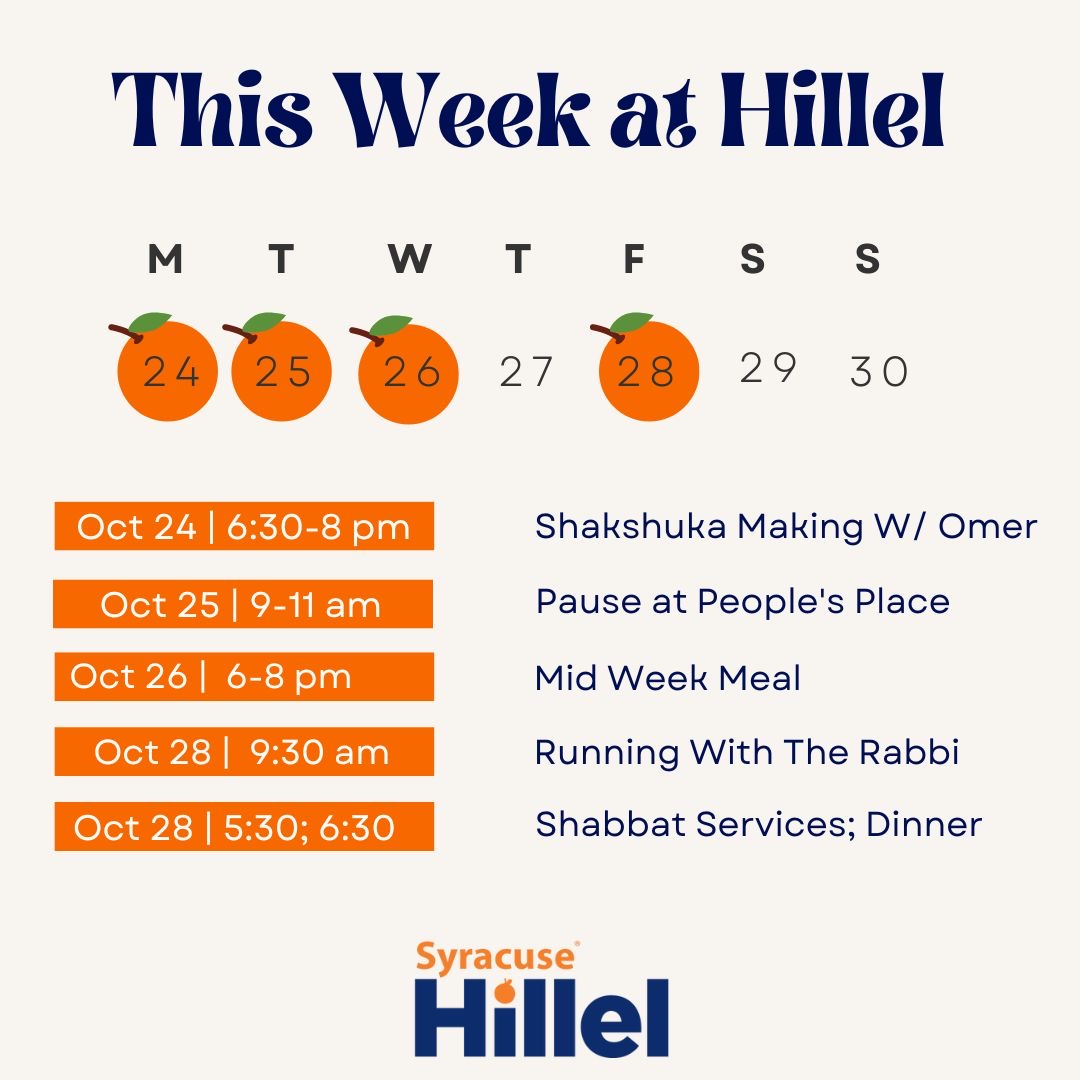 This Week at Hillel
M T W T F S S
24 25 26 27 28 29 30
Oct 24 | 6:30-8 pm Shakshuka Making W/ Omer
Oct 25 | 9-11 am Pause at People's Place
Oct 26 | 6-8 pm Mid Week Meal
Oct 28 | 9:30 am Running With The Rabbi
Oct 28 | 5:30; 6:30 Shabbat Services; Dinner
Syracuse®
Hillel